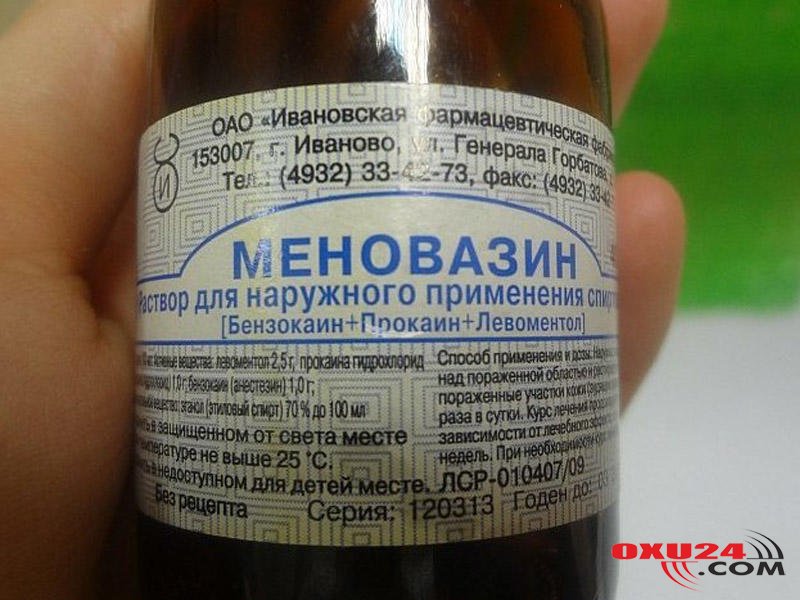 ОАО «Ивановская фармацевтическая
153007, г. Иваново, ул. Генерала Горбатова,
Тел.: (4932) 33-42-73, факс: (4932)
МЕНОВАЗИН
Раствор для наружного применения
[Бензокаин+Прокаин+Левоментол]
Активные вещества: левоментол 2,5 г, прокаина гидрохлорид
1,0 г; бензокаин (анестезин) 1,0 г;
вещество: этанол (этиловый спирт) 70 % до 100 мл
в защищенном от света месте
температуре не выше 25 °С.
в недоступном для детей месте.
Без рецепта
Способ применения и дозы:
над пораженной областью и
пораженные участки кожи
раза в сутки. Курс лечения
зависимости от лечебного
недель. При необходимости
ЛСР-010407/09
Серия: 120313
Годен до:
OXU24
.COM